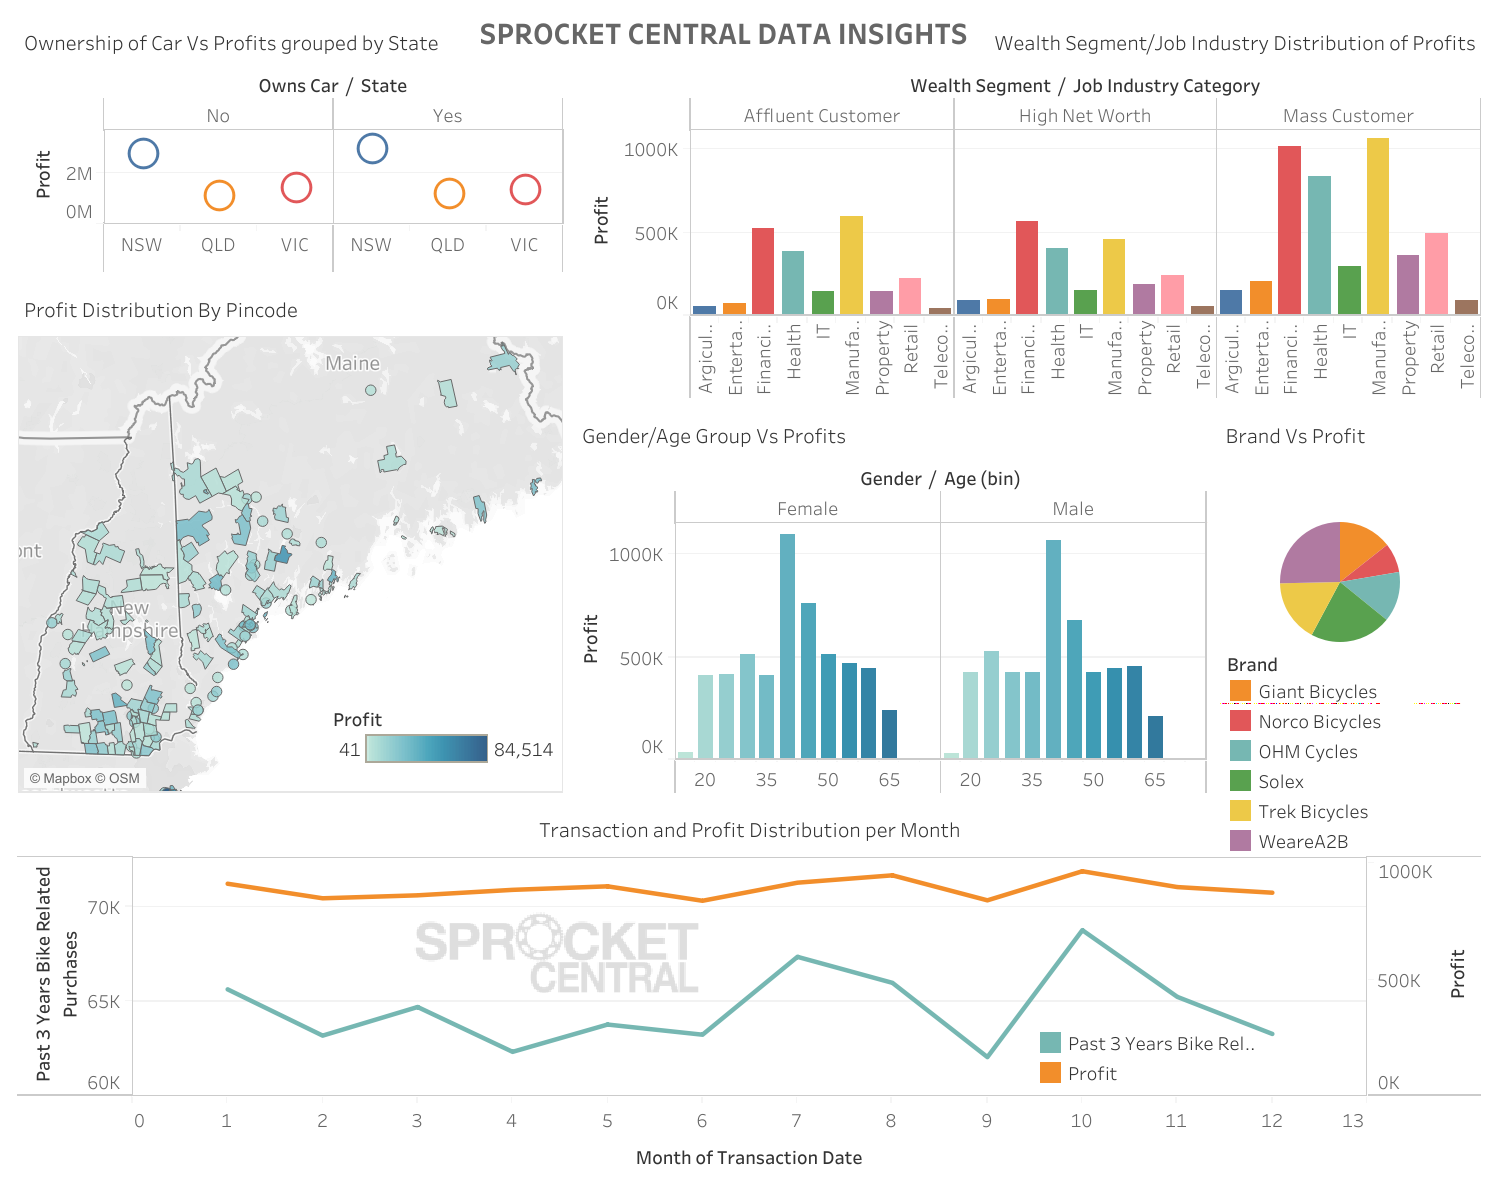 SPROCKET CENTRAL DATA INSIGHTS
Ownership of Car Vs Profits grouped by State
Owns Car / State
No
Yes
Profit
2M
0M
NSW
QLD
VIC
NSW
QLD
VIC
Wealth Segment/Job Industry Distribution of Profits
Wealth Segment / Job Industry Category
Affluent Customer
High Net Worth
Mass Customer
Profit
1000K
500K
0K
Argicul..
Enterta..
Financi..
Health
IT
Manufa..
Property
Retail
Teleco..
Argicul..
Enterta..
Financi..
Health
IT
Manufa..
Property
Retail
Teleco..
Argicul..
Enterta..
Financi..
Health
IT
Manufa..
Property
Retail
Teleco..
Profit Distribution By Pincode
Maine
ont
New
mpshire
Profit
41
84,514
© Mapbox © OSM
Gender/Age Group Vs Profits
Gender / Age (bin)
Female
Male
Profit
1000K
500K
0K
20
35
50
65
20
35
50
65
Brand Vs Profit
Brand
Giant Bicycles
Norco Bicycles
OHM Cycles
Solex
Trek Bicycles
WeareA2B
Transaction and Profit Distribution per Month
Past 3 Years Bike Related
Purchases
70K
65K
60K
SPROCKET
CENTRAL
Past 3 Years Bike Rel..
Profit
1000K
500K
0K
Profit
0
1
2
3
4
5
6
7
8
9
10
11
12
13
Month of Transaction Date